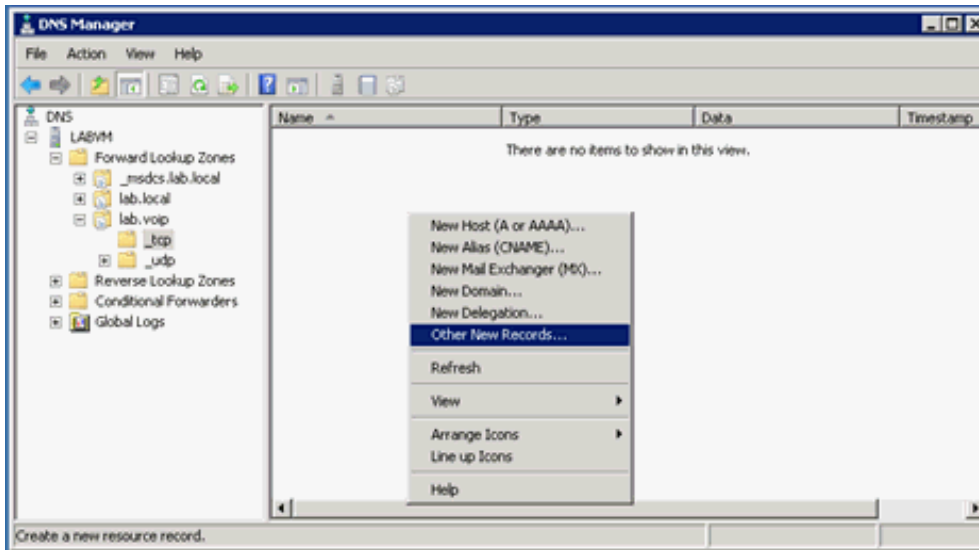 DNS Manager
File Action View Help
DNS
LABVM
Forward Lookup Zones
_msdcs.lab.local
lab.local
lab.voip
_tcp
_udp
Reverse Lookup Zones
Conditional Forwarders
Global Logs
Name Type Data Timestamp
There are no items to show in this view.
New Host (A or AAAA)...
New Alias (CNAME)...
New Mail Exchanger (MX)...
New Domain...
New Delegation...
Other New Records...
Refresh
View
Arrange Icons
Line up Icons
Help
Create a new resource record.